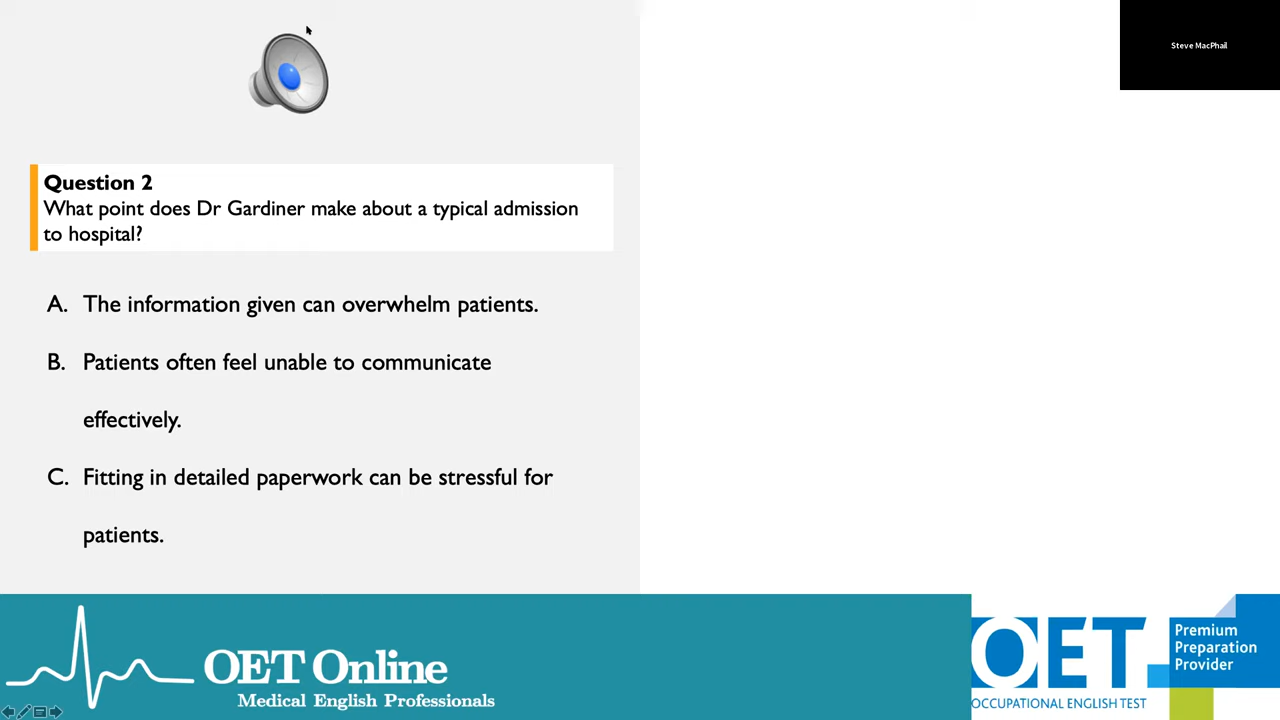 Steve MacPhail
Question 2
What point does Dr Gardiner make about a typical admission
to hospital?
A. The information given can overwhelm patients.
B. Patients often feel unable to communicate
effectively.
C. Fitting in detailed paperwork can be stressful for
patients.
OET Online
Medical English Professionals
OET
OCCUPATIONAL ENGLISH TEST
Premium
Preparation
Provider